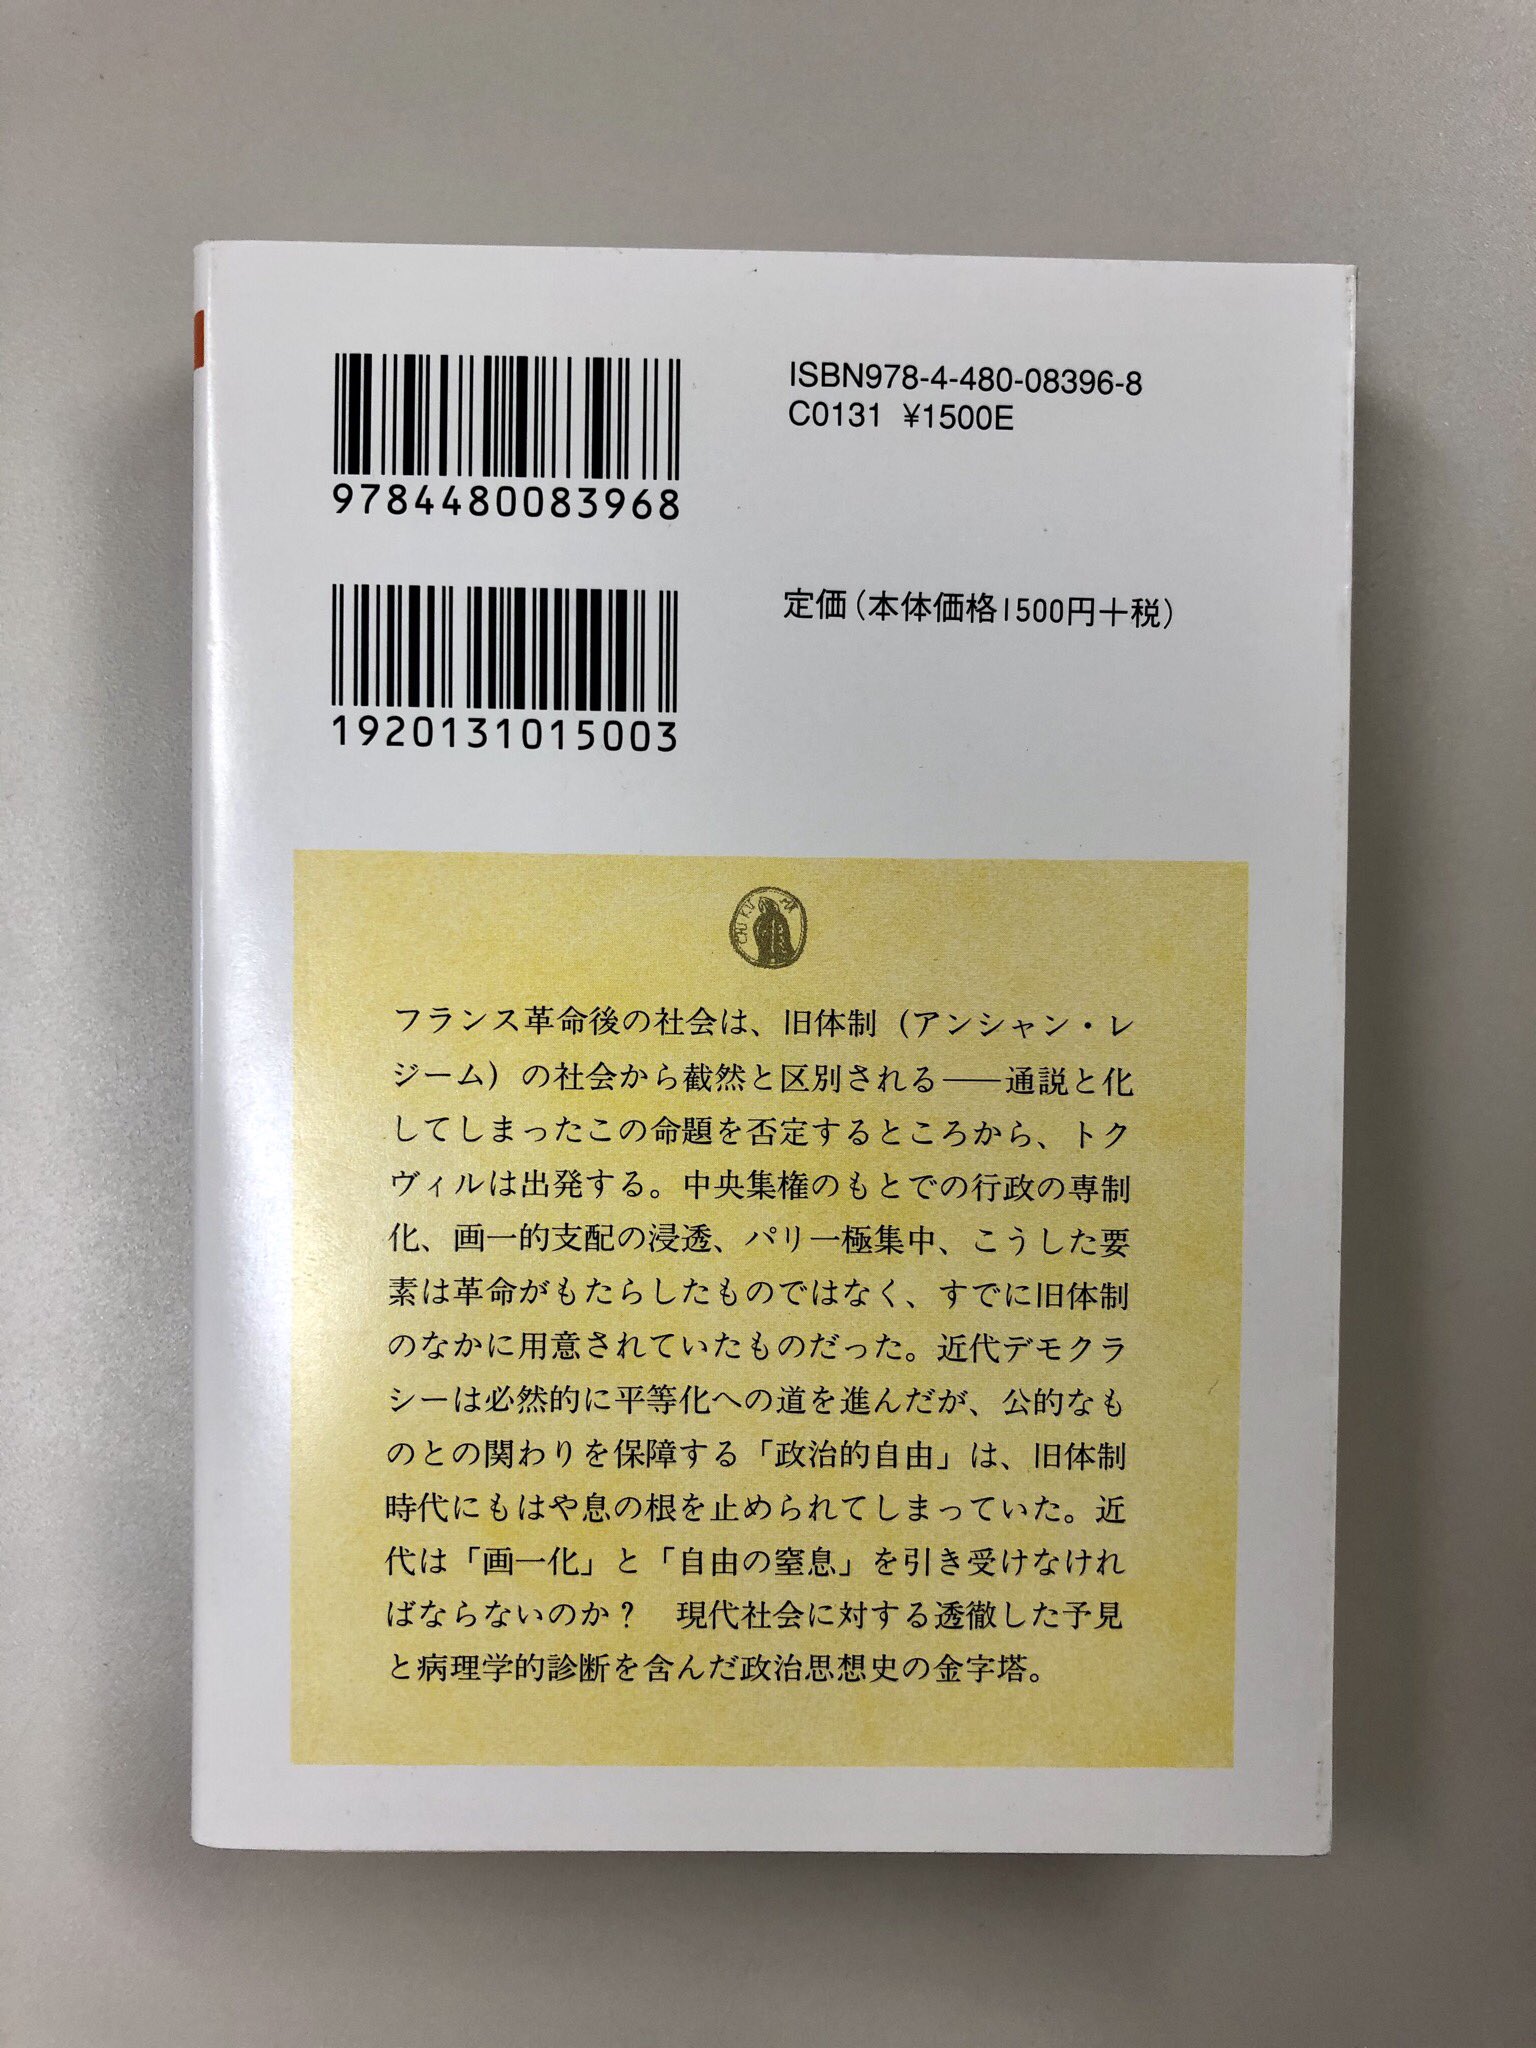 ISBN978-4-480-08396-8
C0131 ¥1500E
9784480083968
定価(本体価格1500円+税)
1920131015003
CHIKUMA
フランス革命後の社会は、旧体制（アンシャン・レ
ジーム）の社会から截然と区別される――通説と化
してしまったこの命題を否定するところから、トク
ヴィルは出発する。中央集権のもとでの行政の専制
化、画一的支配の浸透、パリ一極集中、こうした要
素は革命がもたらしたものではなく、すでに旧体制
のなかに用意されていたものだった。近代デモクラ
シーは必然的に平等化への道を進んだが、公的なも
のとの関わりを保障する「政治的自由」は、旧体制
時代にもはや息の根を止められてしまっていた。近
代は「画一化」と「自由の窒息」を引き受けなけれ
ばならないのか？　現代社会に対する透徹した予見
と病理学的診断を含んだ政治思想史の金字塔。